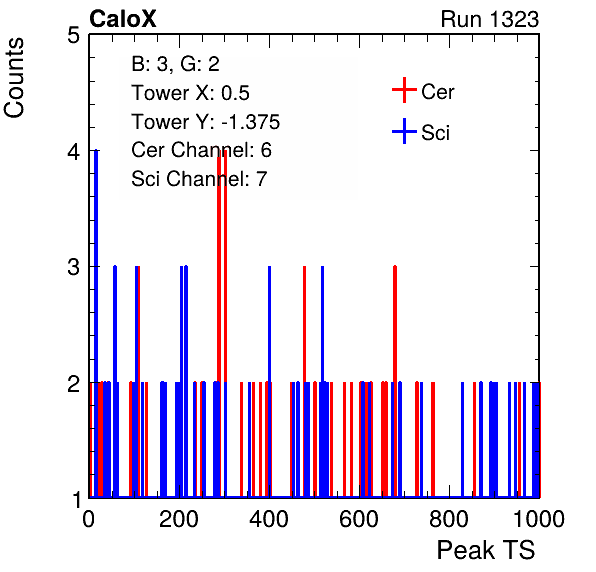 CaloX Run 1323
Counts
B: 3, G: 2
Tower X: 0.5
Tower Y: -1.375
Cer Channel: 6
Sci Channel: 7
Cer
Sci
5
4
3
2
1
0 200 400 600 800 1000
Peak TS